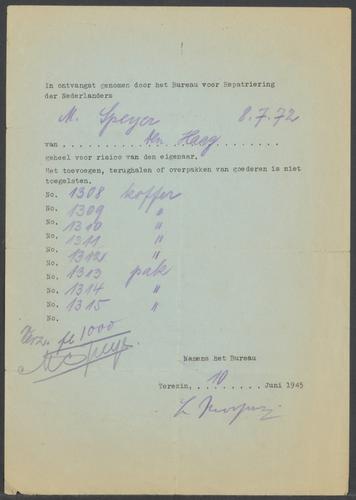 In ontvangst genomen door het Bureau voor Repatriering
der Nederlanders
M. Speyer 8.7.72
van . . . . . . . . . den Haag . . . . . . . . .
geheel voor risico van den eigenaar.
Het toevoegen, terughalen of overpakken van goederen is niet
toegelaten.
No. 1308 koffer
No. 1309 "
No. 1310 "
No. 1311 "
No. 1312 "
No. 1313 pak
No. 1314 "
No. 1315 "
No.
Verz. fl 1000
M Speyer
Namens het Bureau
Terezin, . . 10 . . . . . . Juni 1945